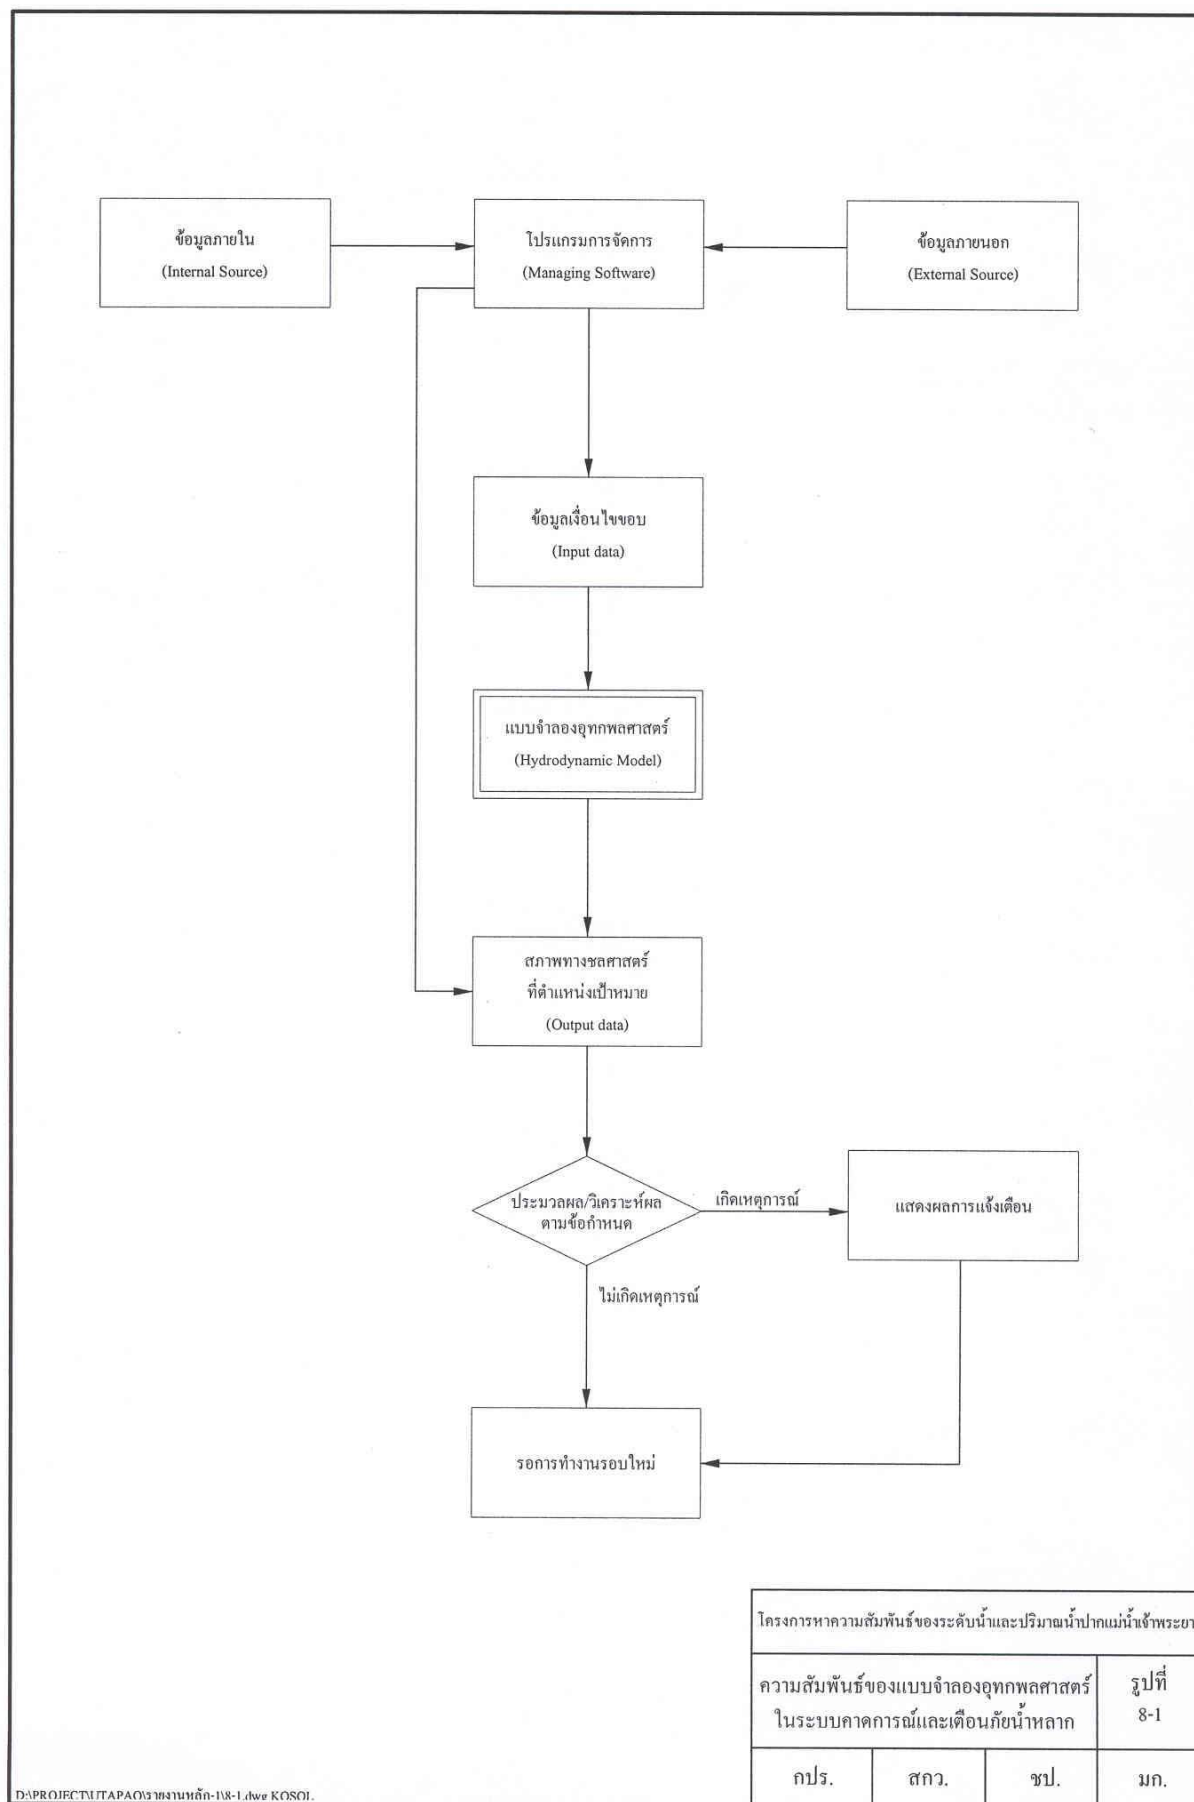 ข้อมูลภายใน
(Internal Source)
โปรแกรมการจัดการ
(Managing Software)
ข้อมูลภายนอก
(External Source)
ข้อมูลเงื่อนไขขอบ
(Input data)
แบบจำลองอุทกพลศาสตร์
(Hydrodynamic Model)
สภาพทางชลศาสตร์
ที่ตำแหน่งเป้าหมาย
(Output data)
ประมวลผล/วิเคราะห์ผล
ตามข้อกำหนด
เกิดเหตุการณ์
แสดงผลการแจ้งเตือน
ไม่เกิดเหตุการณ์
รอการทำงานรอบใหม่
โครงการหาความสัมพันธ์ของระดับน้ำและปริมาณน้ำปากแม่น้ำเจ้าพระยา
ความสัมพันธ์ของแบบจำลองอุทกพลศาสตร์
ในระบบคาดการณ์และเตือนภัยน้ำหลาก
รูปที่
8-1
กปร.
สกว.
ชป.
มก.
D:\PROJECT\UTAPAO\รายงานหลัก-1\8-1.dwg KOSOL